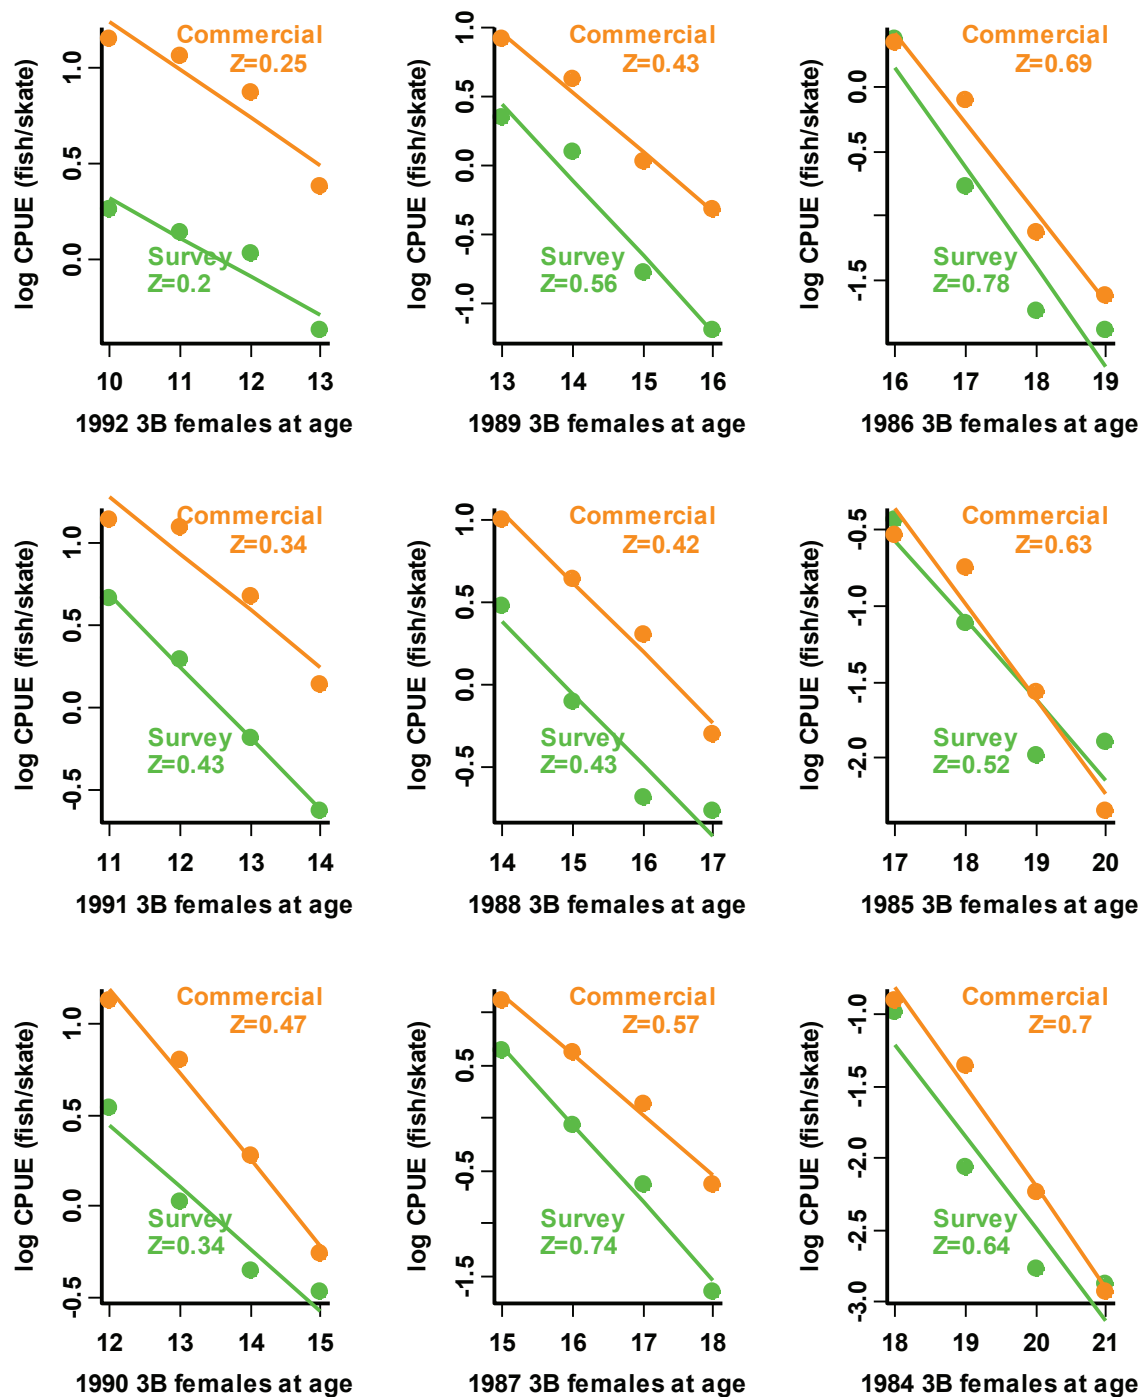 log CPUE (fish/skate)
1.0
0.5
0.0
Commercial
Z=0.25
Survey
Z=0.2
10 11 12 13
1992 3B females at age
log CPUE (fish/skate)
1.0
0.5
0.0
-0.5
-1.0
Commercial
Z=0.43
Survey
Z=0.56
13 14 15 16
1989 3B females at age
log CPUE (fish/skate)
0.0
-0.5
-1.5
Commercial
Z=0.69
Survey
Z=0.78
16 17 18 19
1986 3B females at age
log CPUE (fish/skate)
1.0
0.5
0.0
-0.5
Commercial
Z=0.34
Survey
Z=0.43
11 12 13 14
1991 3B females at age
log CPUE (fish/skate)
1.0
0.5
0.0
-0.5
Commercial
Z=0.42
Survey
Z=0.43
14 15 16 17
1988 3B females at age
log CPUE (fish/skate)
-0.5
-1.0
-1.5
-2.0
Commercial
Z=0.63
Survey
Z=0.52
17 18 19 20
1985 3B females at age
log CPUE (fish/skate)
1.0
0.5
0.0
-0.5
Commercial
Z=0.47
Survey
Z=0.34
12 13 14 15
1990 3B females at age
log CPUE (fish/skate)
0.5
-0.5
-1.5
Commercial
Z=0.57
Survey
Z=0.74
15 16 17 18
1987 3B females at age
log CPUE (fish/skate)
-1.0
-1.5
-2.0
-2.5
-3.0
Commercial
Z=0.7
Survey
Z=0.64
18 19 20 21
1984 3B females at age